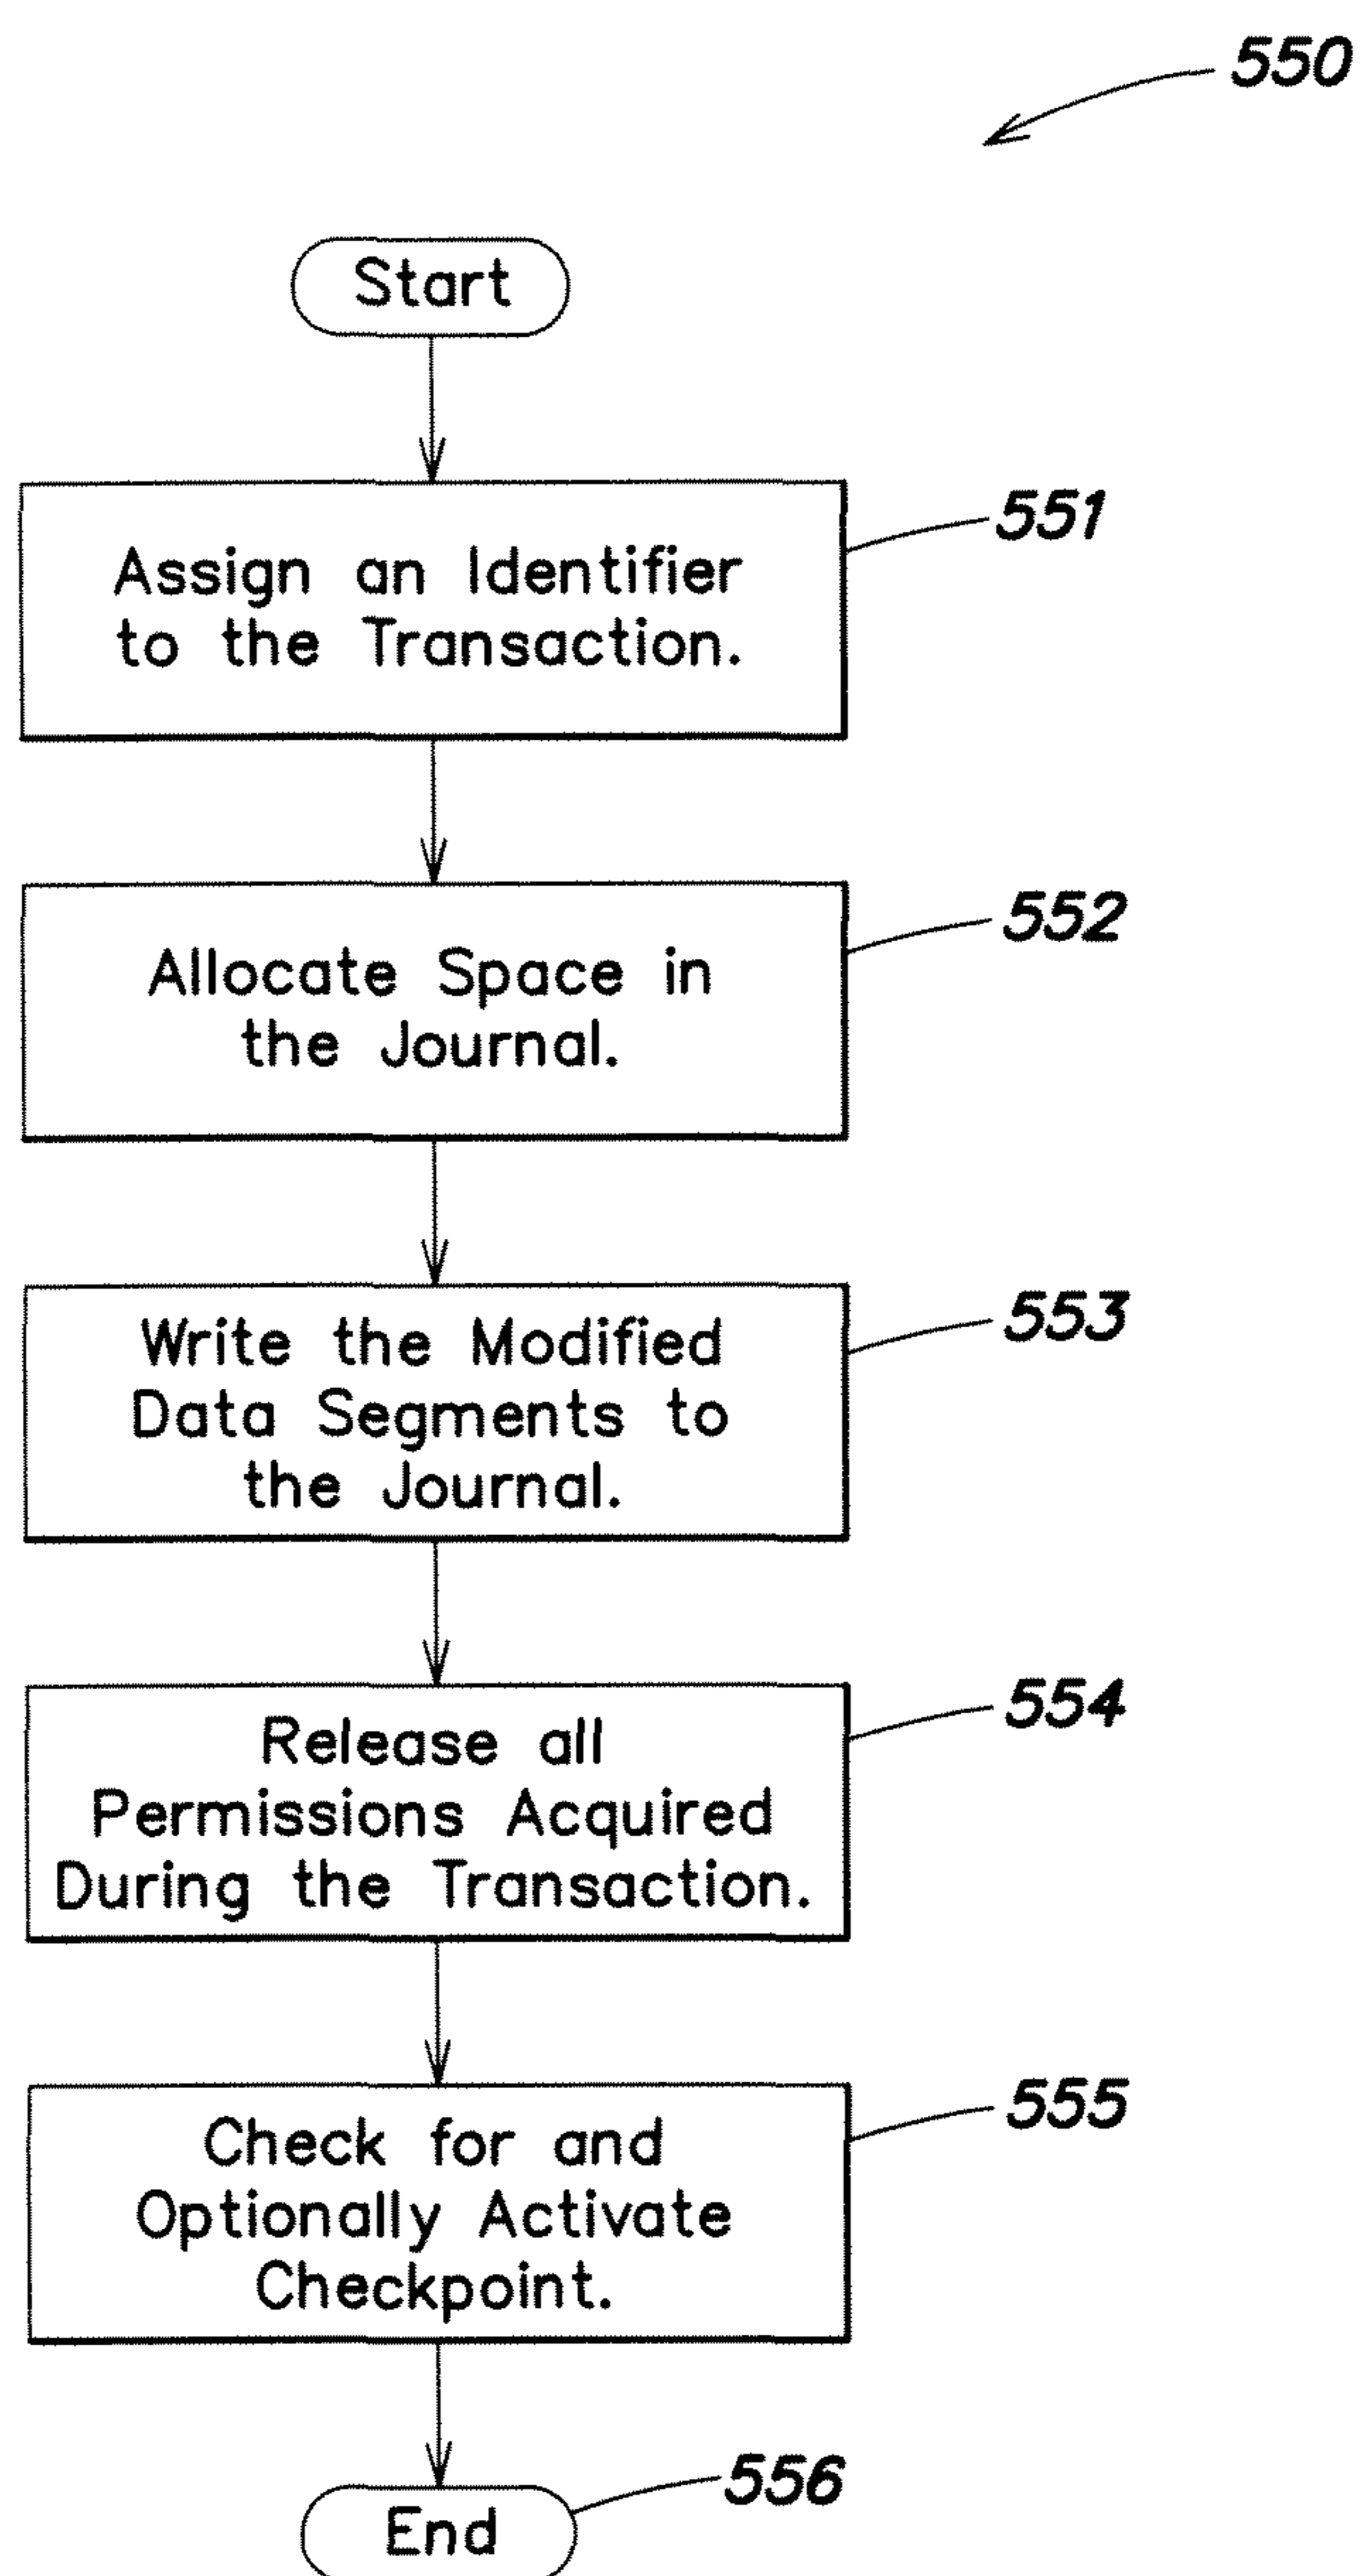 550
Start
551
Assign an Identifier
to the Transaction.
552
Allocate Space in
the Journal.
553
Write the Modified
Data Segments to
the Journal.
554
Release all
Permissions Acquired
During the Transaction.
555
Check for and
Optionally Activate
Checkpoint.
556
End